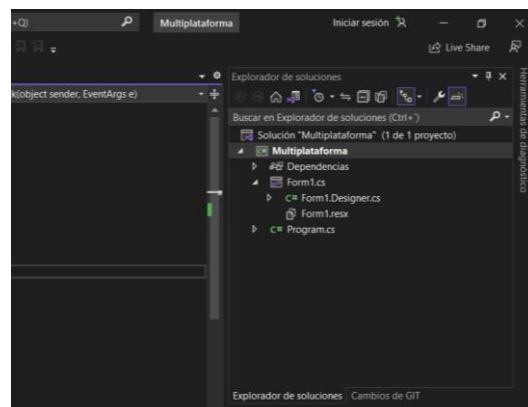 +Q)
Multiplataforma
Iniciar sesión
Live Share
k(object sender, EventArgs e)
Explorador de soluciones
Buscar en Explorador de soluciones (Ctrl+¨)
Solución "Multiplataforma" (1 de 1 proyecto)
C# Multiplataforma
Dependencias
Form1.cs
C# Form1.Designer.cs
Form1.resx
C# Program.cs
Herramientas de diagnóstico
Explorador de soluciones
Cambios de GIT